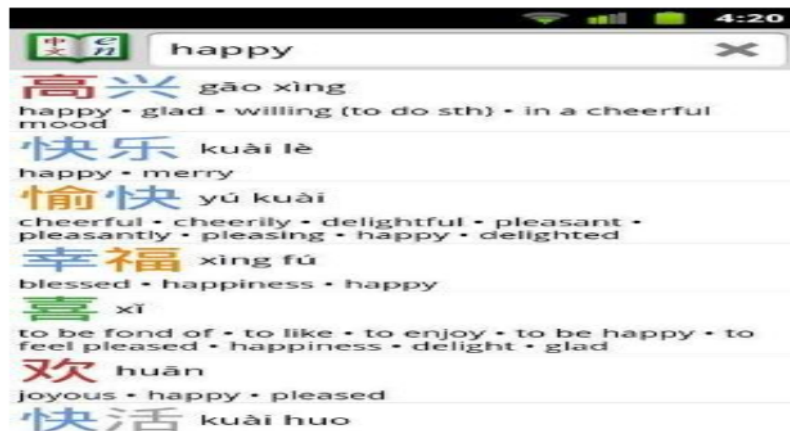 4:20
中文 en
happy
高兴 gāo xìng
happy • glad • willing (to do sth) • in a cheerful
mood
快乐 kuài lè
happy • merry
愉快 yú kuài
cheerful • cheerily • delightful • pleasant •
pleasantly • pleasing • happy • delighted
幸福 xìng fú
blessed • happiness • happy
喜 xǐ
to be fond of • to like • to enjoy • to be happy • to
feel pleased • happiness • delight • glad
欢 huān
joyous • happy • pleased
快活 kuài huo